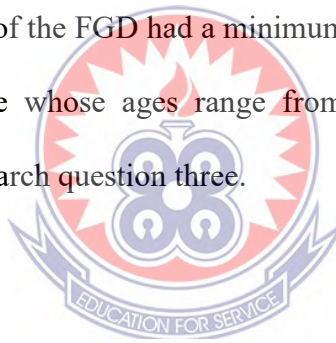 of the FGD had a minimum
e whose ages range from
arch question three.
EDUCATION FOR SERVICE